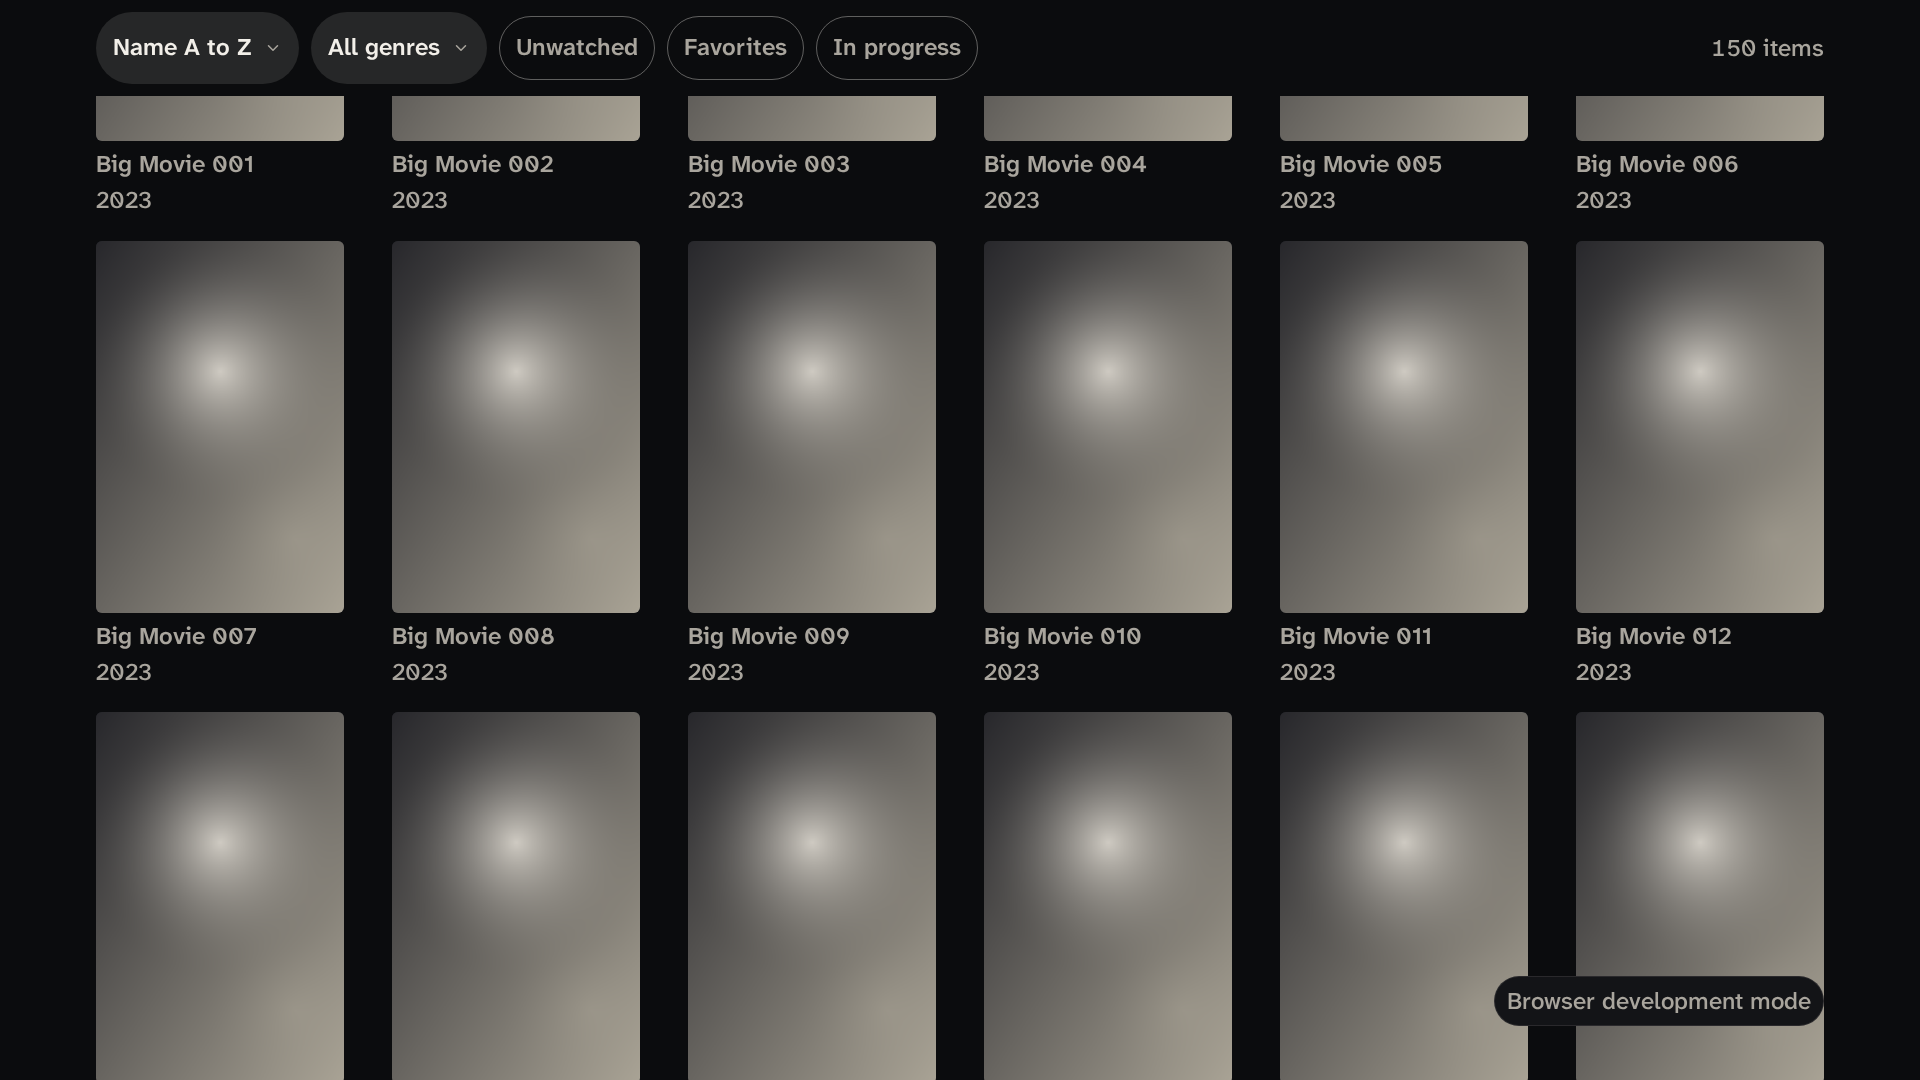 Name A to Z
All genres
Unwatched
Favorites
In progress
150 items
Big Movie 001
2023
Big Movie 002
2023
Big Movie 003
2023
Big Movie 004
2023
Big Movie 005
2023
Big Movie 006
2023
Big Movie 007
2023
Big Movie 008
2023
Big Movie 009
2023
Big Movie 010
2023
Big Movie 011
2023
Big Movie 012
2023
Browser development mode